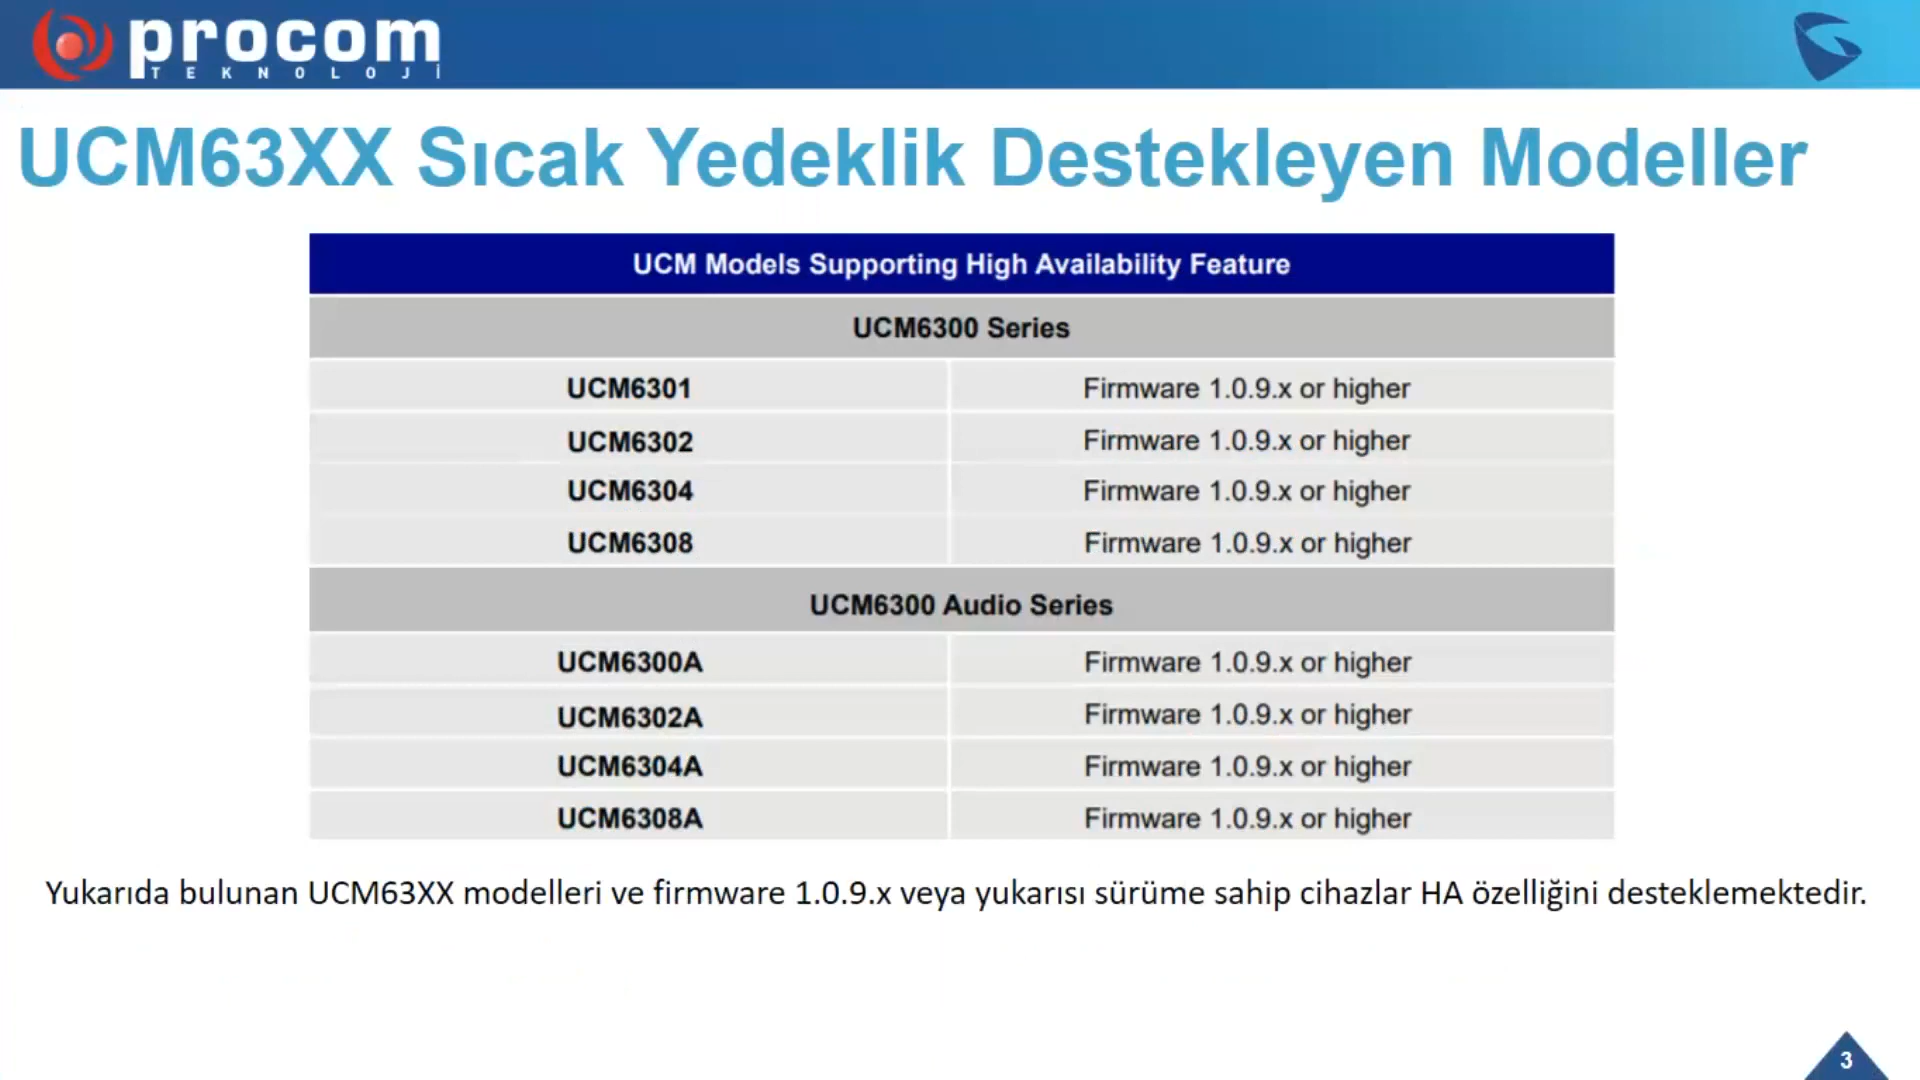 procom
TEKNOLOJİ
UCM63XX Sıcak Yedeklik Destekleyen Modeller
UCM Models Supporting High Availability Feature
UCM6300 Series
UCM6301 Firmware 1.0.9.x or higher
UCM6302 Firmware 1.0.9.x or higher
UCM6304 Firmware 1.0.9.x or higher
UCM6308 Firmware 1.0.9.x or higher
UCM6300 Audio Series
UCM6300A Firmware 1.0.9.x or higher
UCM6302A Firmware 1.0.9.x or higher
UCM6304A Firmware 1.0.9.x or higher
UCM6308A Firmware 1.0.9.x or higher
Yukarıda bulunan UCM63XX modelleri ve firmware 1.0.9.x veya yukarısı sürüme sahip cihazlar HA özelliğini desteklemektedir.
3